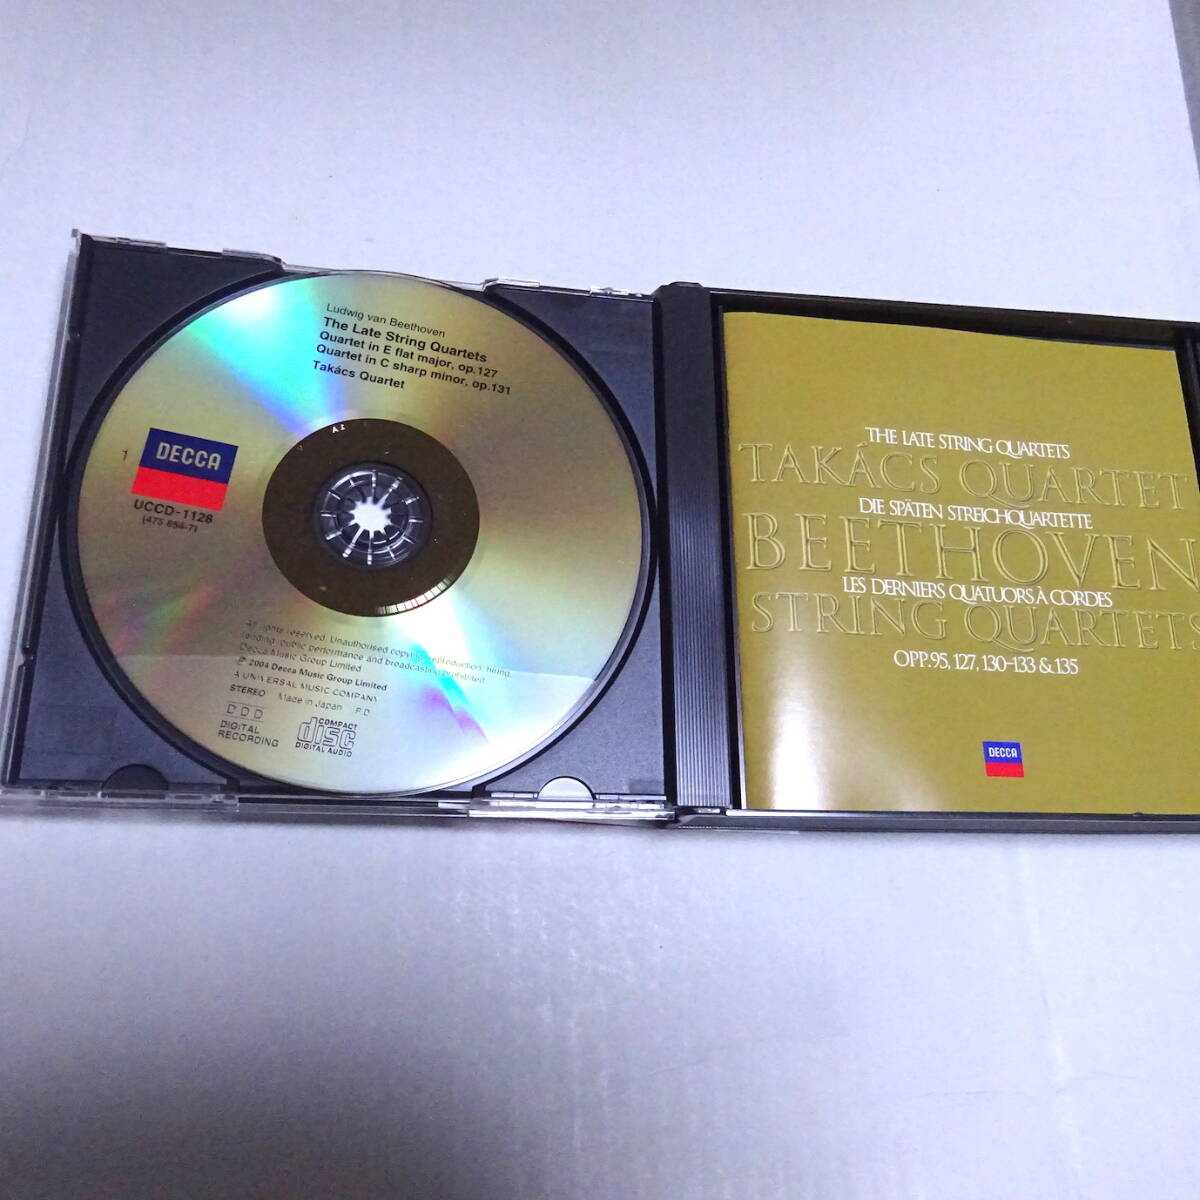 Ludwig van Beethoven
The Late String Quartets
Quartet in E flat major, op.127
Quartet in C sharp minor, op.131
Takács Quartet
1
DECCA
UCCD-1128
(475 654-7)
All rights reserved. Unauthorised copying, reproduction, hiring,
lending, public performance and broadcasting prohibited.
Decca Music Group Limited
℗ 2004 Decca Music Group Limited
A UNIVERSAL MUSIC COMPANY
STEREO Made in Japan
DDD
DIGITAL
RECORDING
COMPACT
disc
DIGITAL AUDIO
THE LATE STRING QUARTETS
TAKÁCS QUARTET
DIE SPÄTEN STREICHQUARTETTE
BEETHOVEN
LES DERNIERS QUATUORS À CORDES
STRING QUARTETS
OPP. 95, 127, 130-133 & 135
DECCA